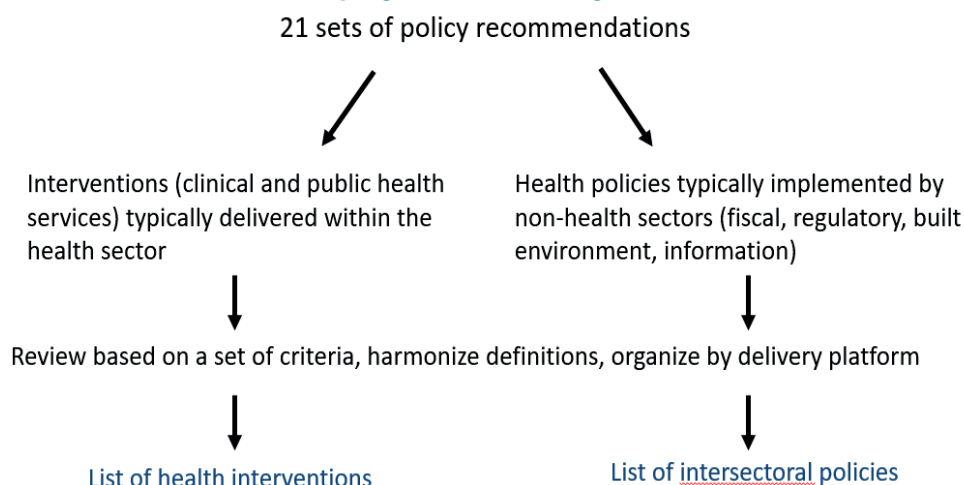 21 sets of policy recommendations
Interventions (clinical and public health
services) typically delivered within the
health sector
Health policies typically implemented by
non-health sectors (fiscal, regulatory, built
environment, information)
Review based on a set of criteria, harmonize definitions, organize by delivery platform
List of health interventions
List of intersectoral policies